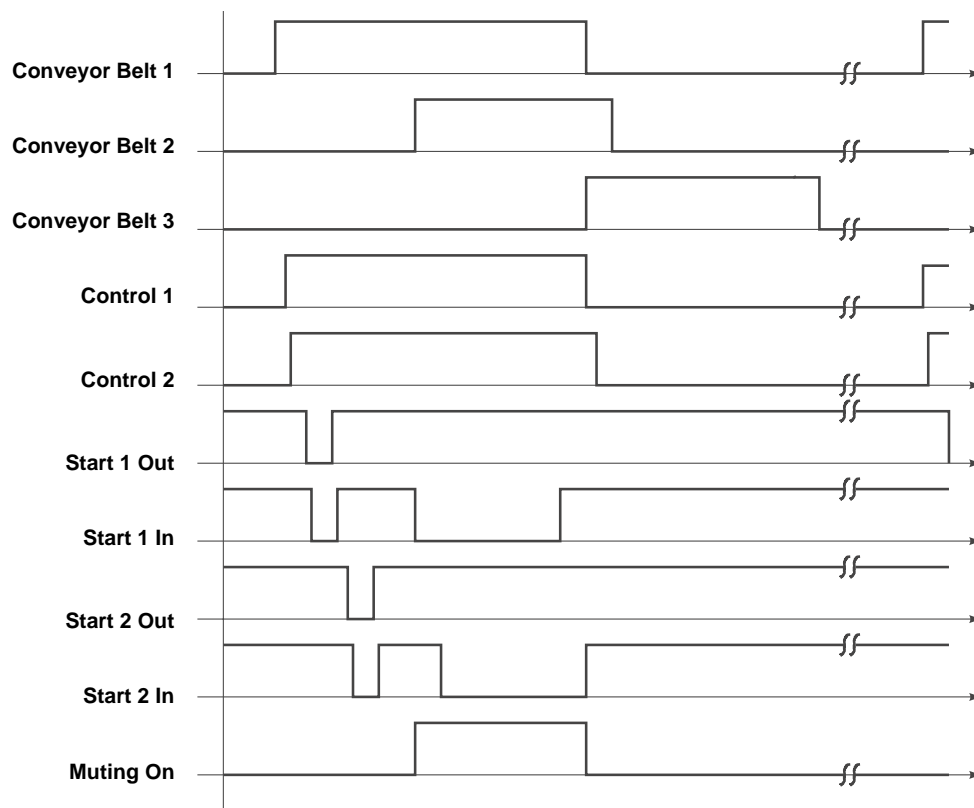 Conveyor Belt 1
Conveyor Belt 2
Conveyor Belt 3
Control 1
Control 2
Start 1 Out
Start 1 In
Start 2 Out
Start 2 In
Muting On